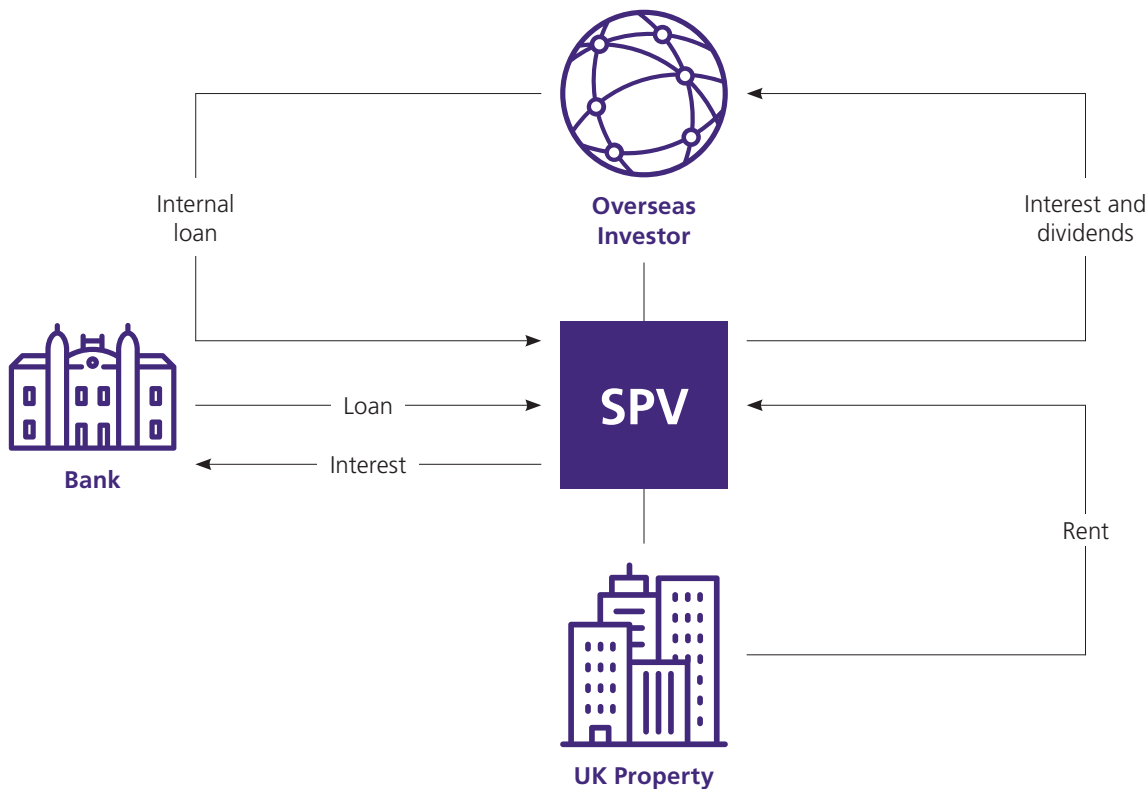 Internal
loan
Overseas
Investor
Interest and
dividends
SPV
Loan
Interest
Bank
Rent
UK Property